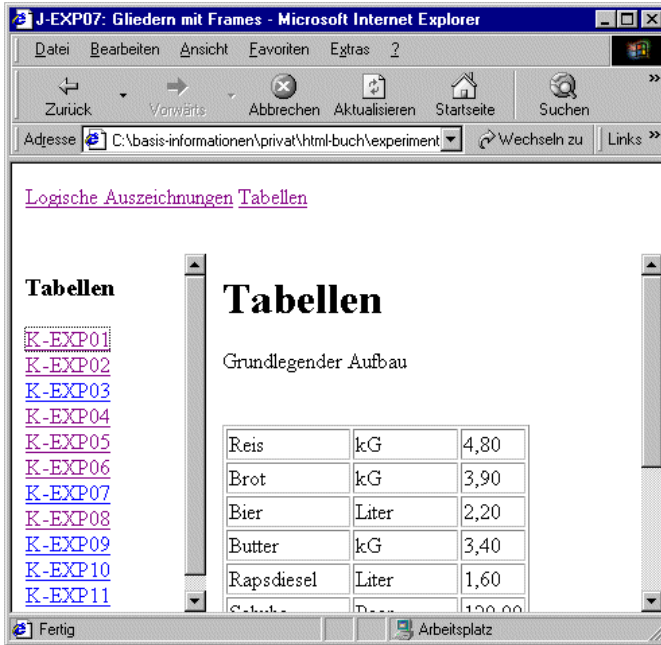 J-EXP07: Gliedern mit Frames - Microsoft Internet Explorer
Datei Bearbeiten Ansicht Favoriten Extras ?
Zurück Vorwärts Abbrechen Aktualisieren Startseite Suchen »
Adresse C:\basis-informationen\privat\html-buch\experiment Wechseln zu Links »
Logische Auszeichnungen Tabellen
Tabellen
K-EXP01
K-EXP02
K-EXP03
K-EXP04
K-EXP05
K-EXP06
K-EXP07
K-EXP08
K-EXP09
K-EXP10
K-EXP11
Tabellen
Grundlegender Aufbau
Reis kG 4,80
Brot kG 3,90
Bier Liter 2,20
Butter kG 3,40
Rapsdiesel Liter 1,60
Fertig Arbeitsplatz